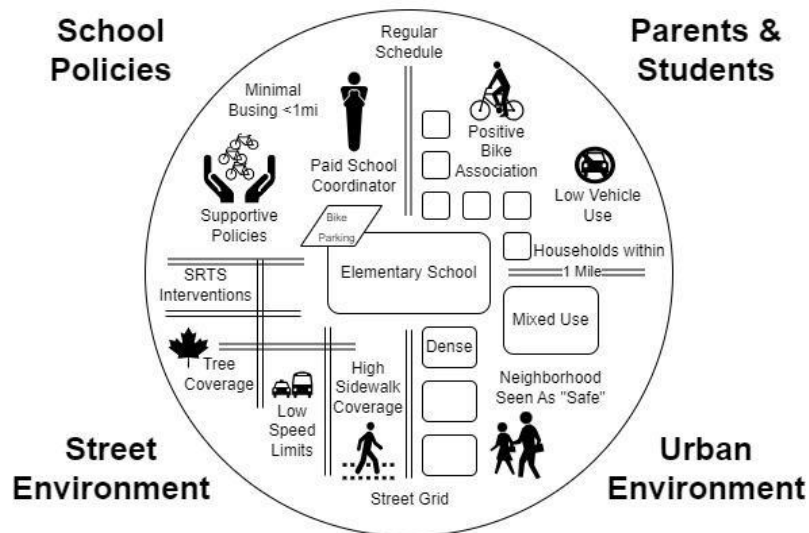 School
Policies
Regular
Schedule
Parents &
Students
Minimal
Busing <1mi
Paid School
Coordinator
Supportive
Policies
Positive
Bike
Association
Low Vehicle
Use
Bike
Parking
Elementary School
Households within
1 Mile
SRTS
Interventions
Mixed Use
Tree
Coverage
Low
Speed
Limits
High
Sidewalk
Coverage
Dense
Neighborhood
Seen As "Safe"
Street
Environment
Street Grid
Urban
Environment